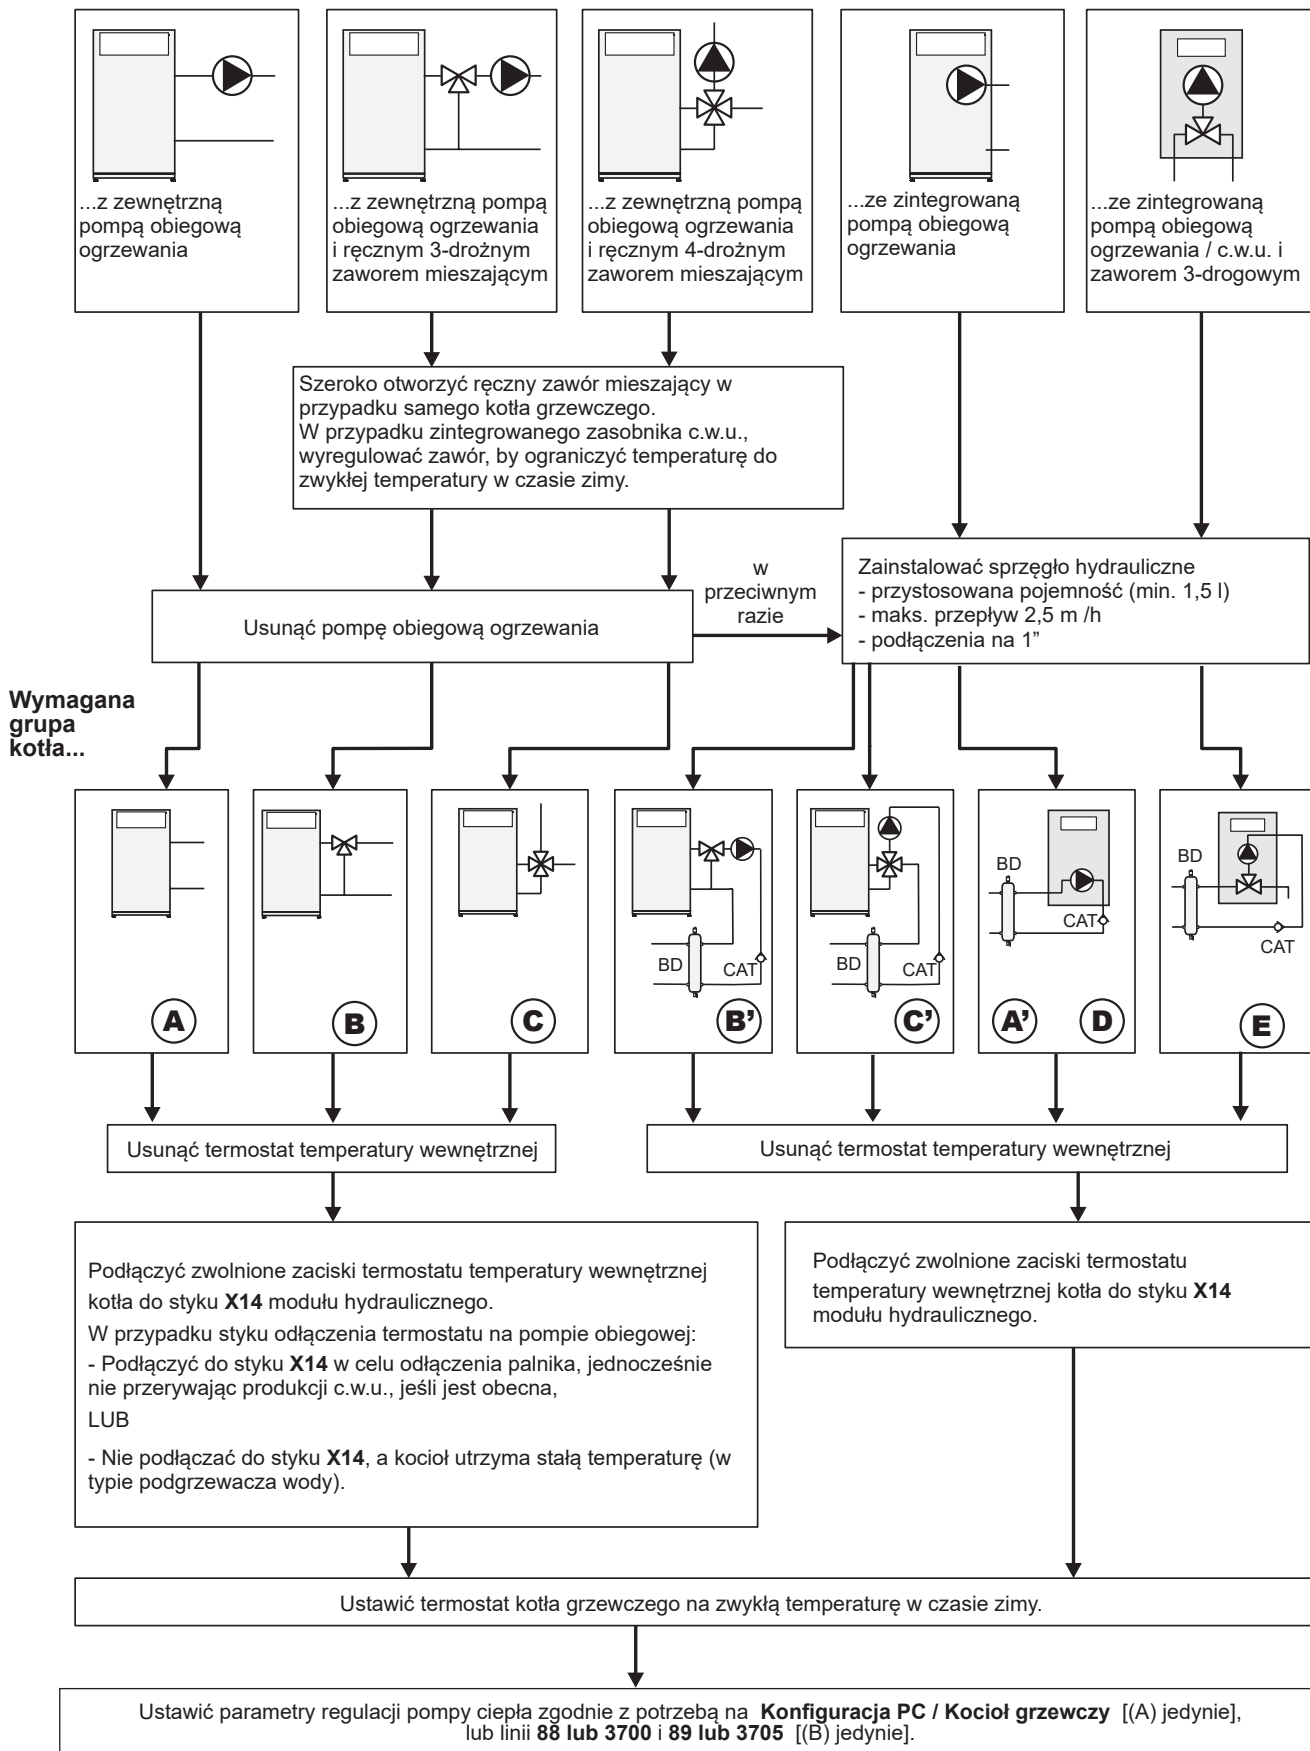 ...z zewnętrzną
pompą obiegową
ogrzewania
...z zewnętrzną pompą
obiegową ogrzewania
i ręcznym 3-drożnym
zaworem mieszającym
...z zewnętrzną pompą
obiegową ogrzewania
i ręcznym 4-drożnym
zaworem mieszającym
...ze zintegrowaną
pompą obiegową
ogrzewania
...ze zintegrowaną
pompą obiegową
ogrzewania / c.w.u. i
zaworem 3-drogowym
Szeroko otworzyć ręczny zawór mieszający w
przypadku samego kotła grzewczego.
W przypadku zintegrowanego zasobnika c.w.u.,
wyregulować zawór, by ograniczyć temperaturę do
zwykłej temperatury w czasie zimy.
Usunąć pompę obiegową ogrzewania
w
przeciwnym
razie
Zainstalować sprzęgło hydrauliczne
- przystosowana pojemność (min. 1,5 l)
- maks. przepływ 2,5 m /h
- podłączenia na 1”
Wymagana
grupa
kotła...
A
B
C
BD
CAT
B’
BD
CAT
C’
BD
CAT
A’
D
BD
CAT
E
Usunąć termostat temperatury wewnętrznej
Usunąć termostat temperatury wewnętrznej
Podłączyć zwolnione zaciski termostatu temperatury wewnętrznej
kotła do styku X14 modułu hydraulicznego.
W przypadku styku odłączenia termostatu na pompie obiegowej:
- Podłączyć do styku X14 w celu odłączenia palnika, jednocześnie
nie przerywając produkcji c.w.u., jeśli jest obecna,
LUB
- Nie podłączać do styku X14, a kocioł utrzyma stałą temperaturę (w
typie podgrzewacza wody).
Podłączyć zwolnione zaciski termostatu
temperatury wewnętrznej kotła do styku X14
modułu hydraulicznego.
Ustawić termostat kotła grzewczego na zwykłą temperaturę w czasie zimy.
Ustawić parametry regulacji pompy ciepła zgodnie z potrzebą na Konfiguracja PC / Kocioł grzewczy [(A) jedynie],
lub linii 88 lub 3700 i 89 lub 3705 [(B) jedynie].